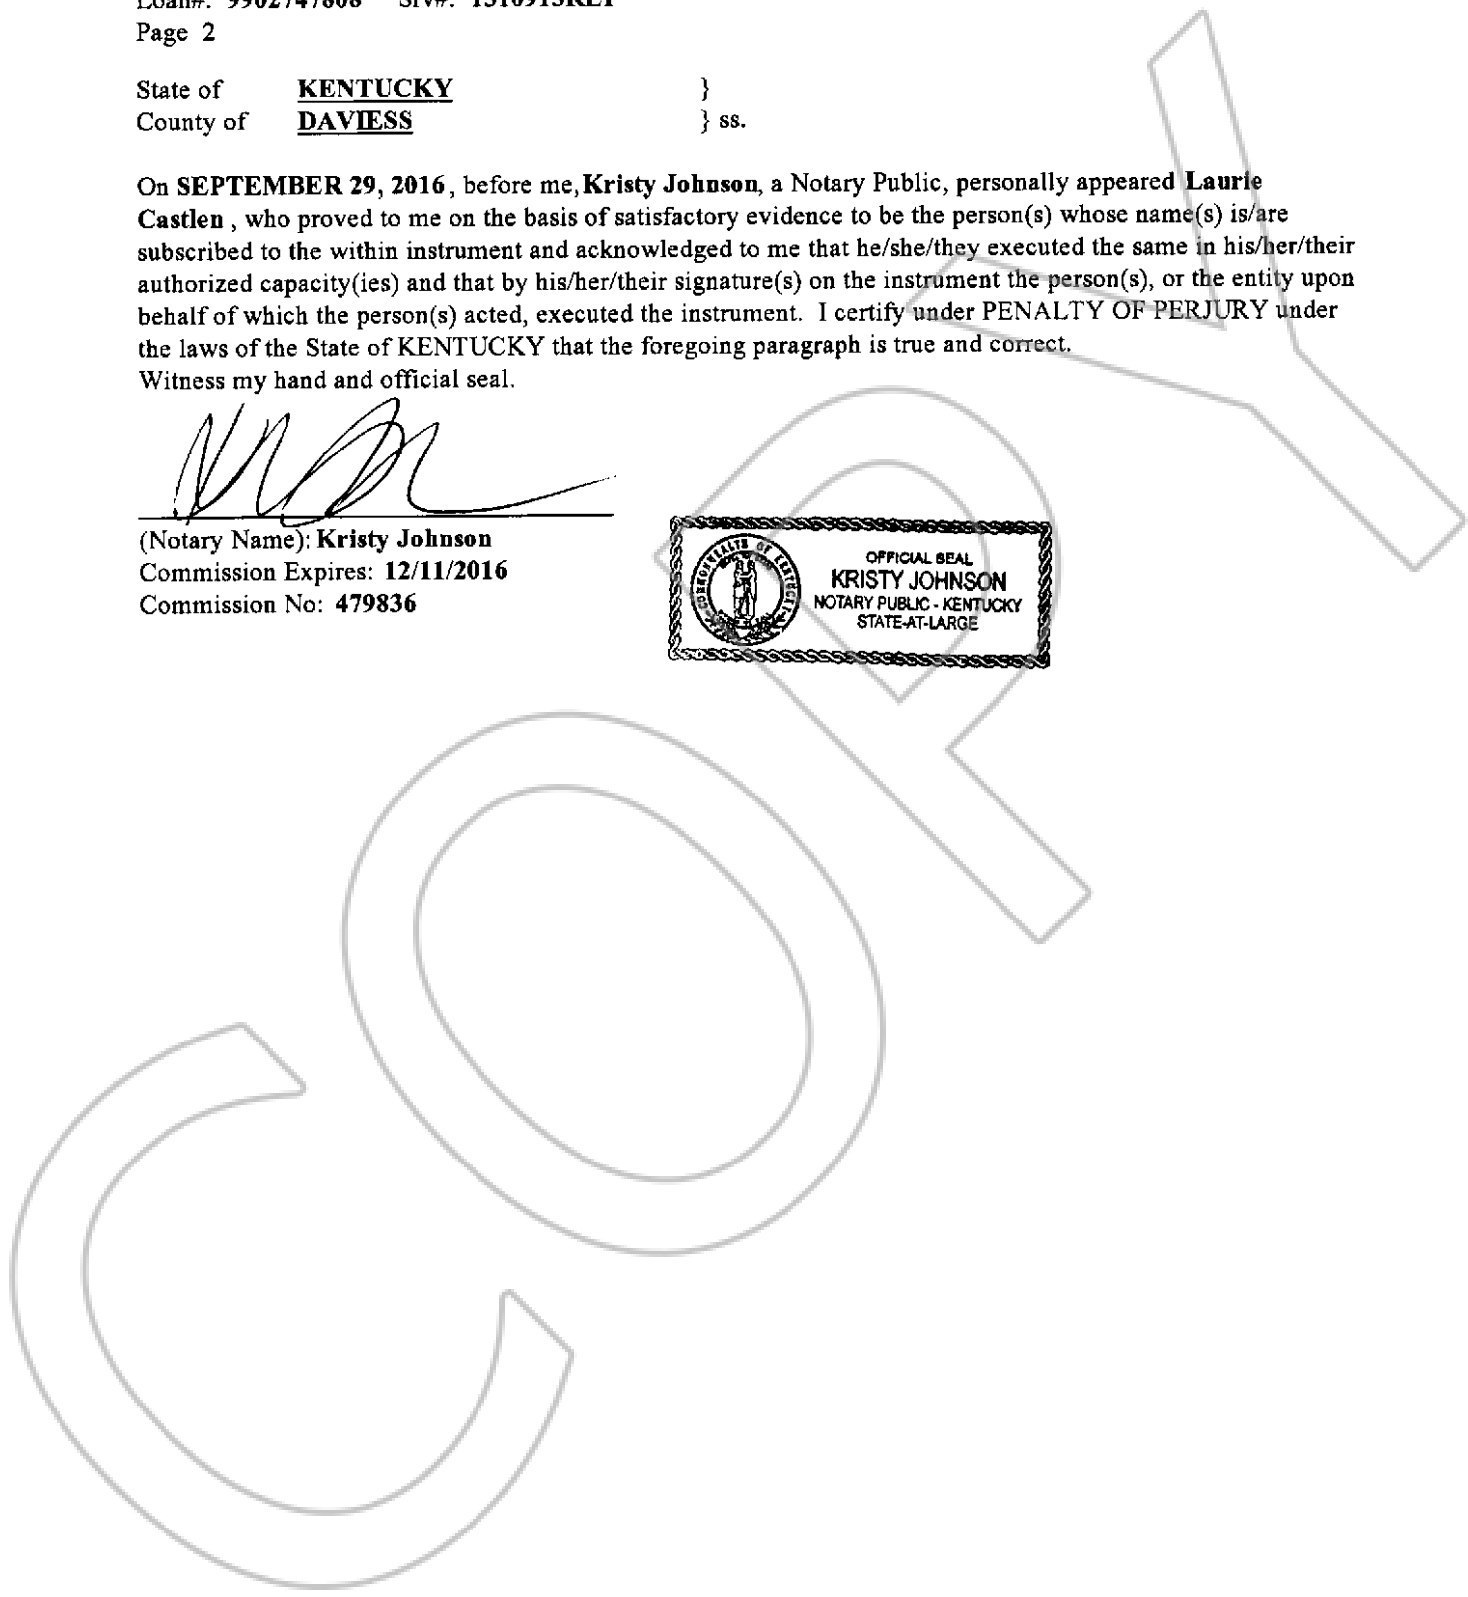 Page 2
State of KENTUCKY }
County of DAVIESS } ss.
On SEPTEMBER 29, 2016, before me, Kristy Johnson, a Notary Public, personally appeared Laurie
Castlen , who proved to me on the basis of satisfactory evidence to be the person(s) whose name(s) is/are
subscribed to the within instrument and acknowledged to me that he/she/they executed the same in his/her/their
authorized capacity(ies) and that by his/her/their signature(s) on the instrument the person(s), or the entity upon
behalf of which the person(s) acted, executed the instrument. I certify under PENALTY OF PERJURY under
the laws of the State of KENTUCKY that the foregoing paragraph is true and correct.
Witness my hand and official seal.
(Notary Name): Kristy Johnson
Commission Expires: 12/11/2016
Commission No: 479836
COMMONWEALTH OF KENTUCKY
OFFICIAL SEAL
KRISTY JOHNSON
NOTARY PUBLIC - KENTUCKY
STATE-AT-LARGE
COPY